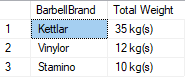 BarbellBrand Total Weight
1 Kettlar 35 kg(s)
2 Vinylor 12 kg(s)
3 Stamino 10 kg(s)